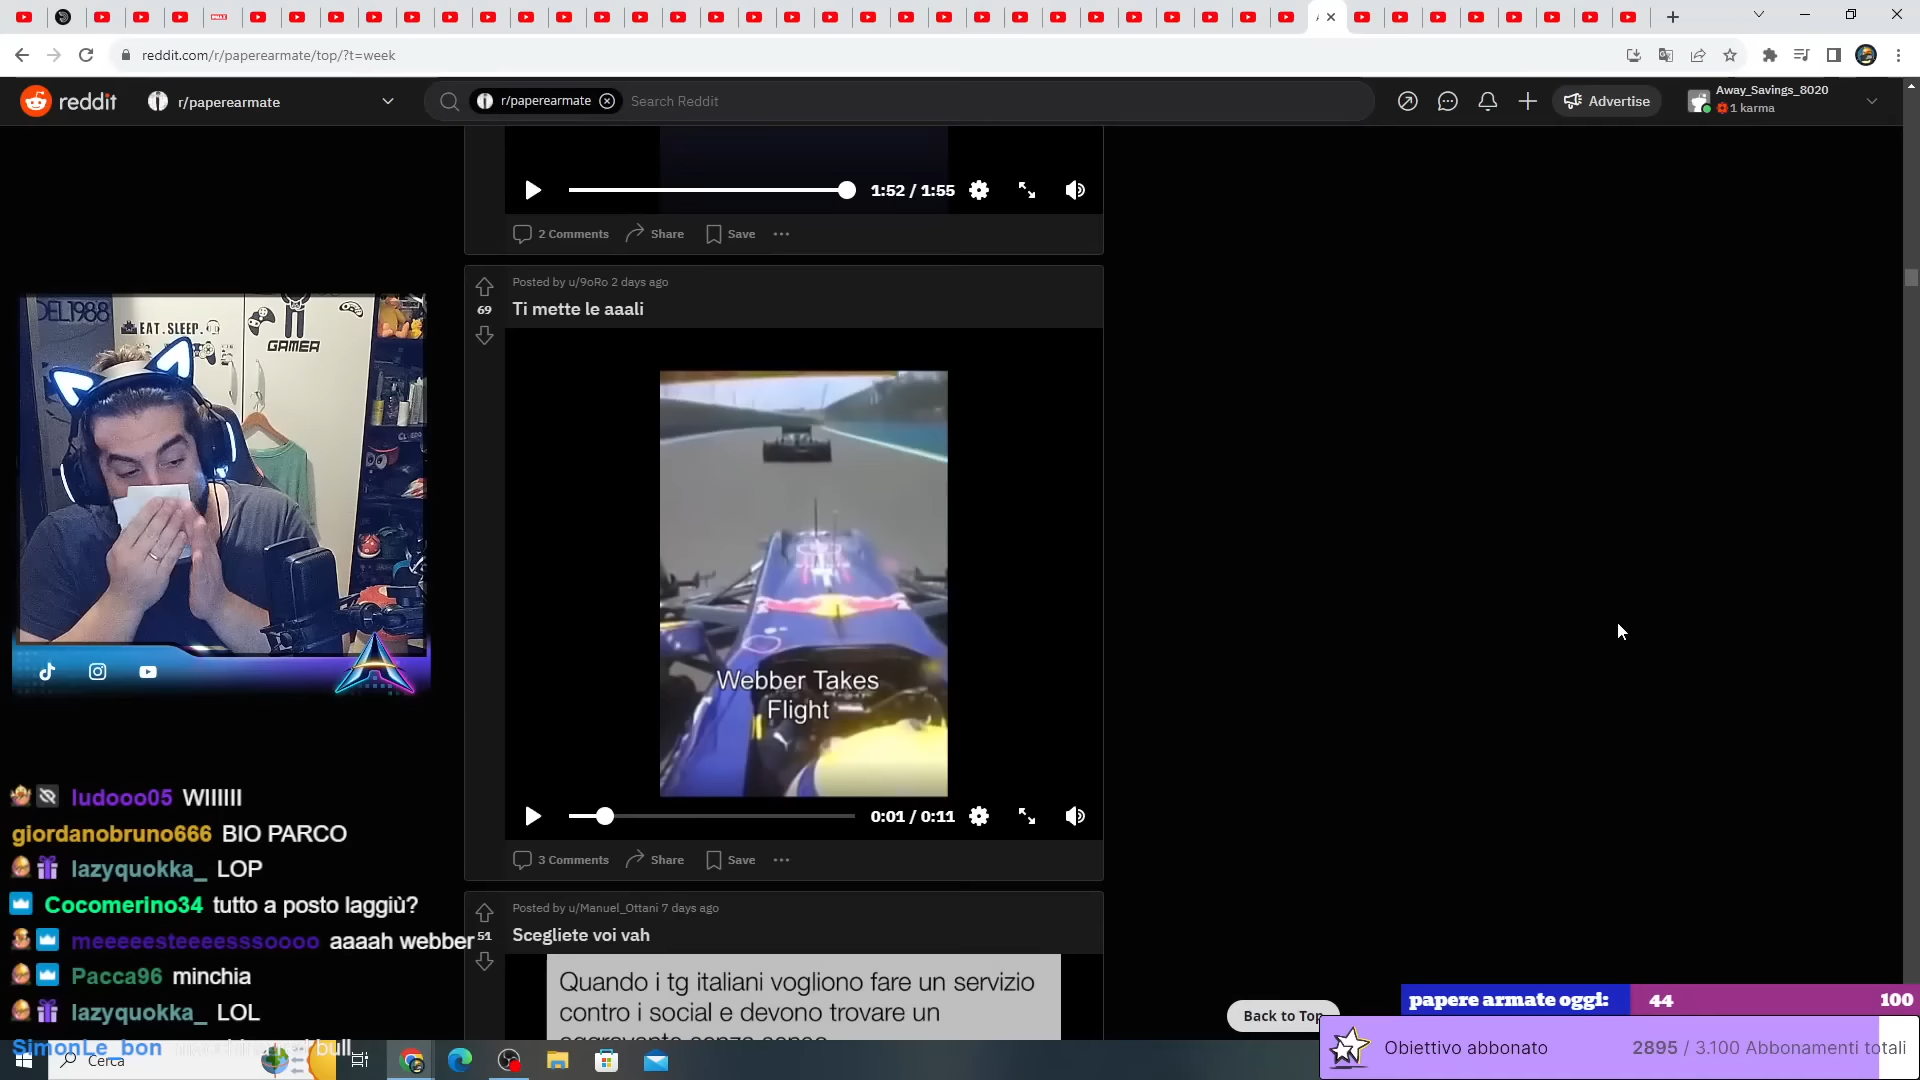 reddit.com/r/paperearmate/top/?t=week
reddit
r/paperearmate
r/paperearmate
Search Reddit
Advertise
Away_Savings_8020
1 karma
1:52 / 1:55
2 Comments
Share
Save
Posted by u/9oRo 2 days ago
69
Ti mette le aaali
Webber Takes
Flight
0:01 / 0:11
3 Comments
Share
Save
Posted by u/Manuel_Ottani 7 days ago
51
Scegliete voi vah
Quando i tg italiani vogliono fare un servizio
contro i social e devono trovare un
DEL1988
EAT. SLEEP.
GAMER
ludooo05 WIIIIII
giordanobruno666 BIO PARCO
lazyquokka_ LOP
Cocomerino34 tutto a posto laggiù?
meeeeesteeeesssoooo aaaah webber
Pacca96 minchia
lazyquokka_ LOL
SimonLe_bon
Cerca
Back to Top
papere armate oggi:
44
100
Obiettivo abbonato
2895 / 3.100 Abbonamenti totali